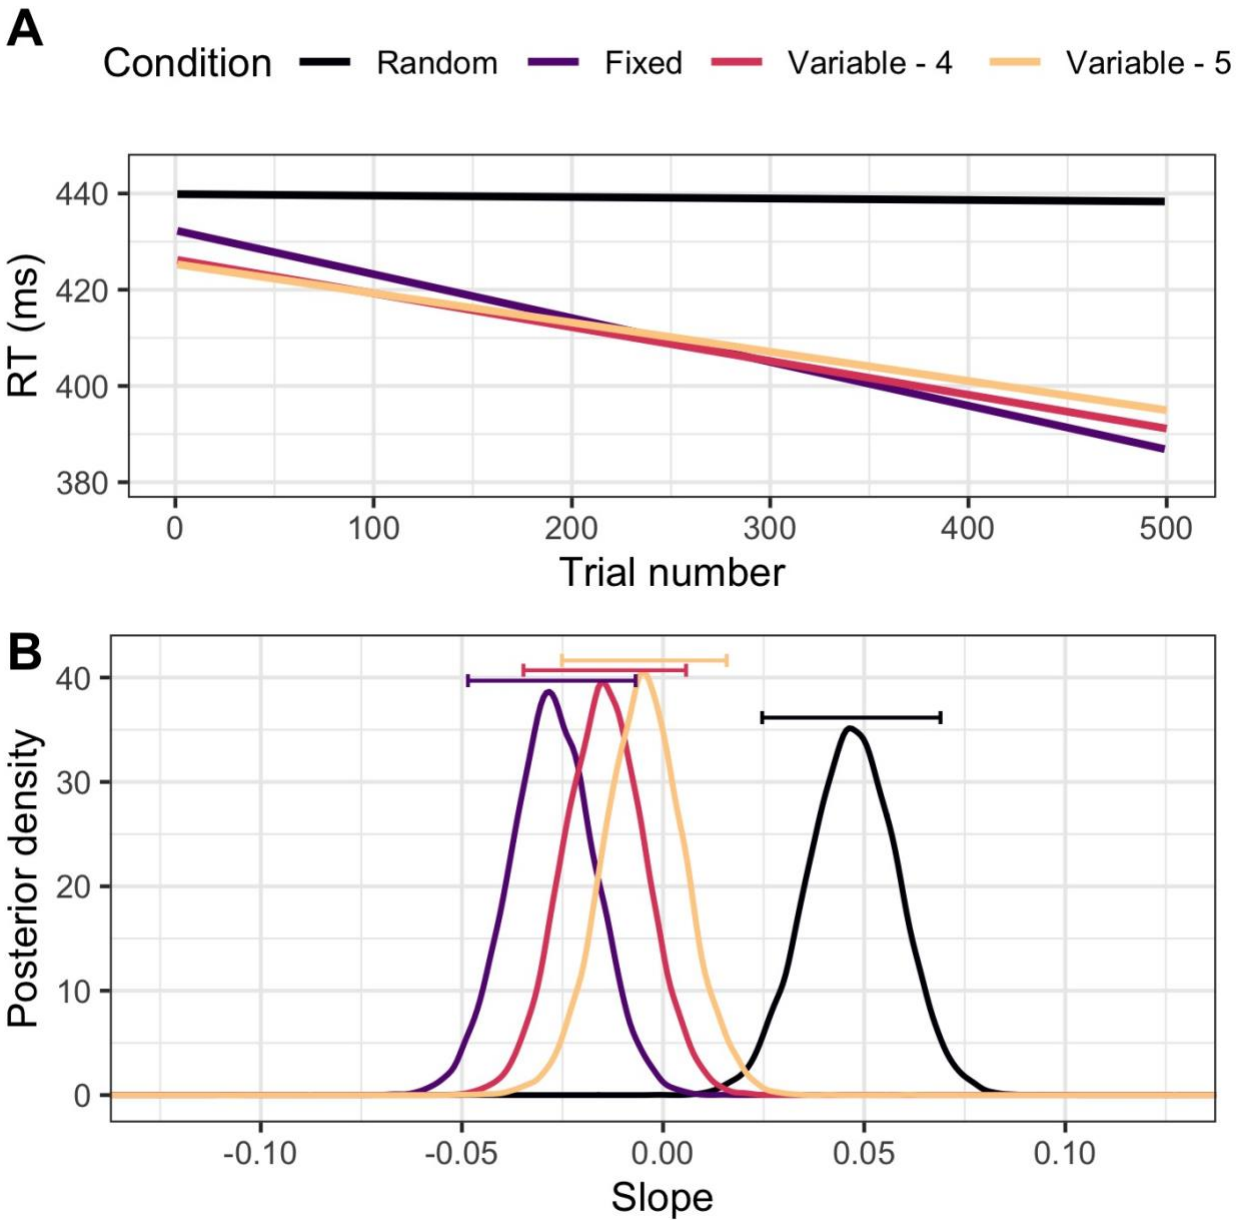 A
Condition Random Fixed Variable - 4 Variable - 5
440
420
400
380
RT (ms)
0 100 200 300 400 500
Trial number
B
40
30
20
10
0
Posterior density
-0.10 -0.05 0.00 0.05 0.10
Slope